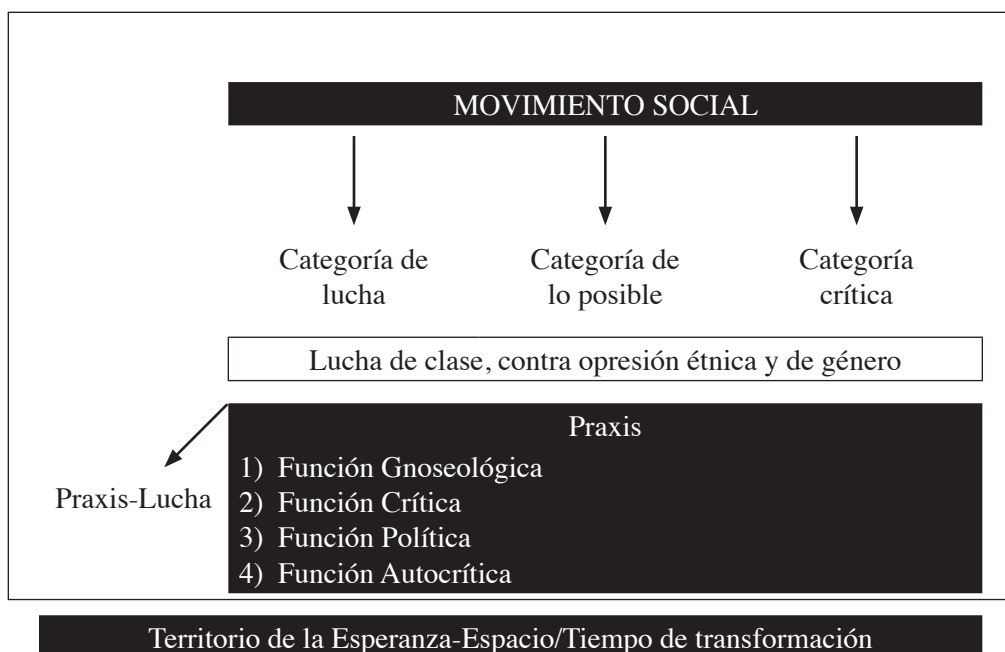 MOVIMIENTO SOCIAL
Categoría de
lucha
Categoría de
lo posible
Categoría
crítica
Lucha de clase, contra opresión étnica y de género
Praxis
1) Función Gnoseológica
Praxis-Lucha
2) Función Crítica
3) Función Política
4) Función Autocrítica
Territorio de la Esperanza-Espacio/Tiempo de transformación